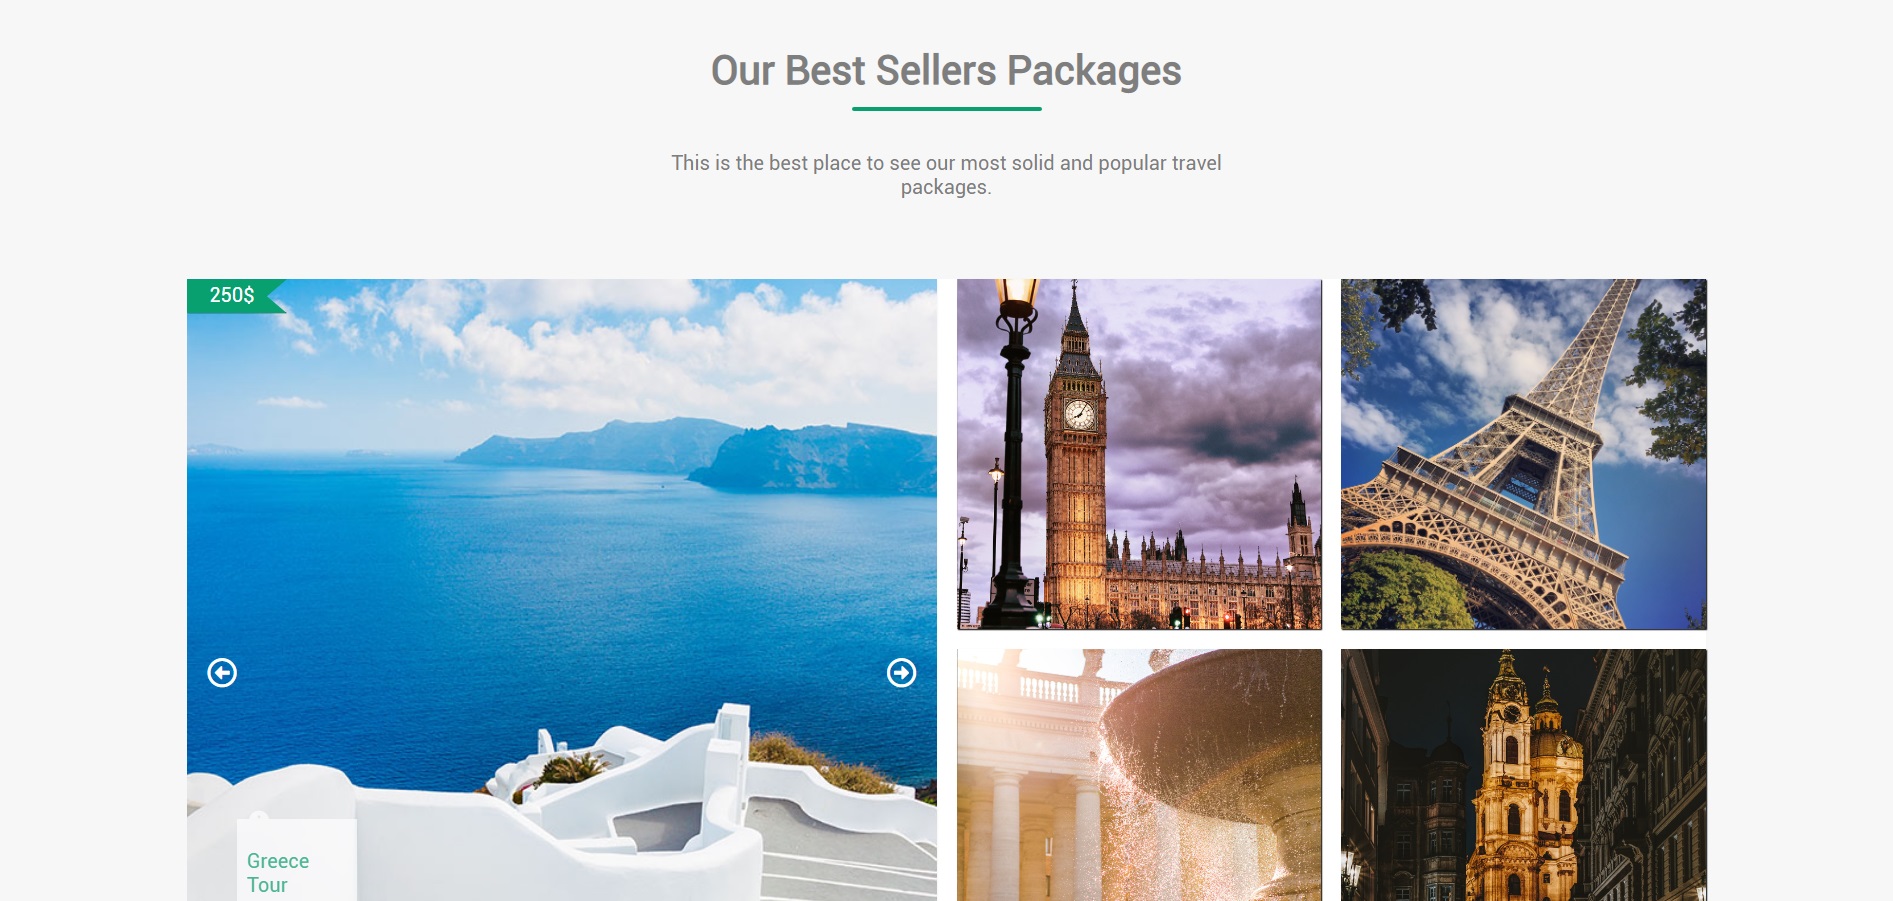 Our Best Sellers Packages
This is the best place to see our most solid and popular travel
packages.
250$
Greece
Tour